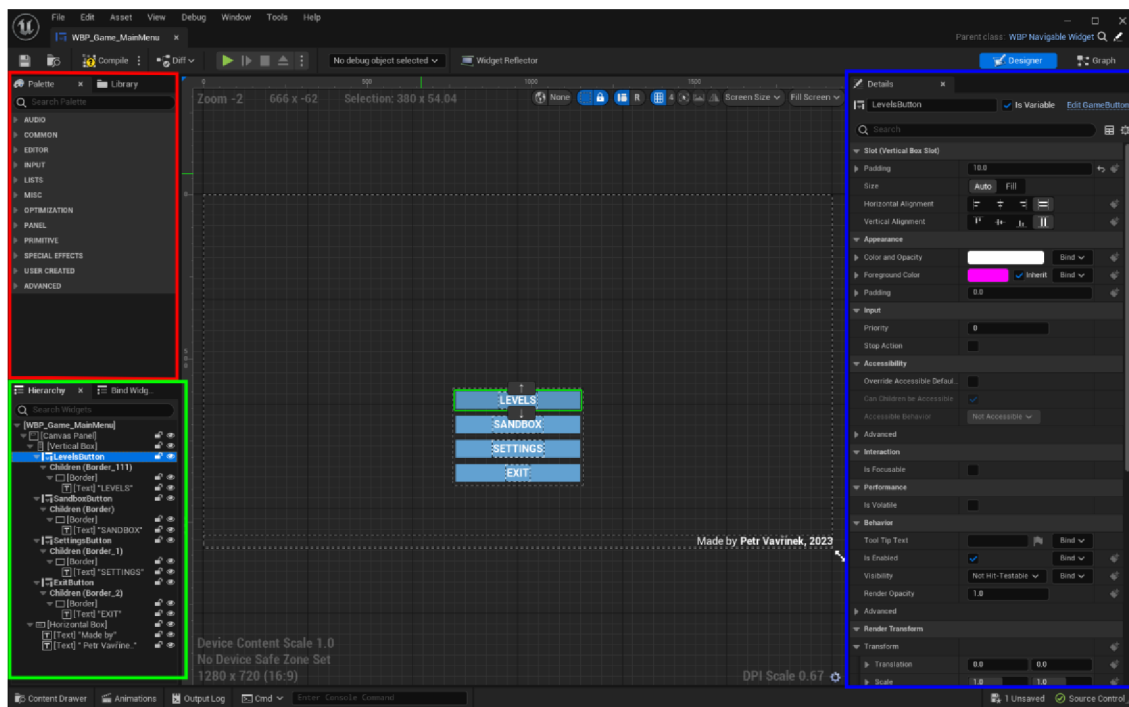 File Edit Asset View Debug Window Tools Help
WBP_Game_MainMenu
Parent class: WBP Navigable Widget
Compile Diff No debug object selected Widget Reflector Designer Graph
Palette Library
Search Palette
AUDIO
COMMON
EDITOR
INPUT
LISTS
MISC
OPTIMIZATION
PANEL
PRIMITIVE
SPECIAL EFFECTS
USER CREATED
ADVANCED
Hierarchy Bind Widg..
Search Widgets
[WBP_Game_MainMenu]
[Canvas Panel]
[Vertical Box]
LevelsButton
Children (Border_111)
[Border]
[Text] "LEVELS"
SandboxButton
Children (Border)
[Border]
[Text] "SANDBOX"
SettingsButton
Children (Border_1)
[Border]
[Text] "SETTINGS"
ExitButton
Children (Border_2)
[Border]
[Text] "EXIT"
[Horizontal Box]
[Text] "Made by"
[Text] " Petr Vavřine.."
0 500 1000 1500
Zoom -2 666 x -62 Selection: 380 x 54.04 None R 4 Screen Size Fill Screen
0
500
LEVELS
SANDBOX
SETTINGS
EXIT
Made by Petr Vavřínek, 2023
Device Content Scale 1.0
No Device Safe Zone Set
1280 x 720 (16:9)
DPI Scale 0.67
Details
LevelsButton Is Variable Edit GameButton
Search
Slot (Vertical Box Slot)
Padding 10.0
Size Auto Fill
Horizontal Alignment
Vertical Alignment
Appearance
Color and Opacity Bind
Foreground Color Inherit Bind
Padding 0.0
Input
Priority 0
Stop Action
Accessibility
Override Accessible Defaul..
Can Children be Accessible
Accessible Behavior Not Accessible
Advanced
Interaction
Is Focusable
Performance
Is Volatile
Behavior
Tool Tip Text Bind
Is Enabled Bind
Visibility Not Hit-Testable Bind
Render Opacity 1.0
Advanced
Render Transform
Transform
Translation 0.0 0.0
Scale 1.0 1.0
Content Drawer Animations Output Log Cmd Enter Console Command 1 Unsaved Source Control